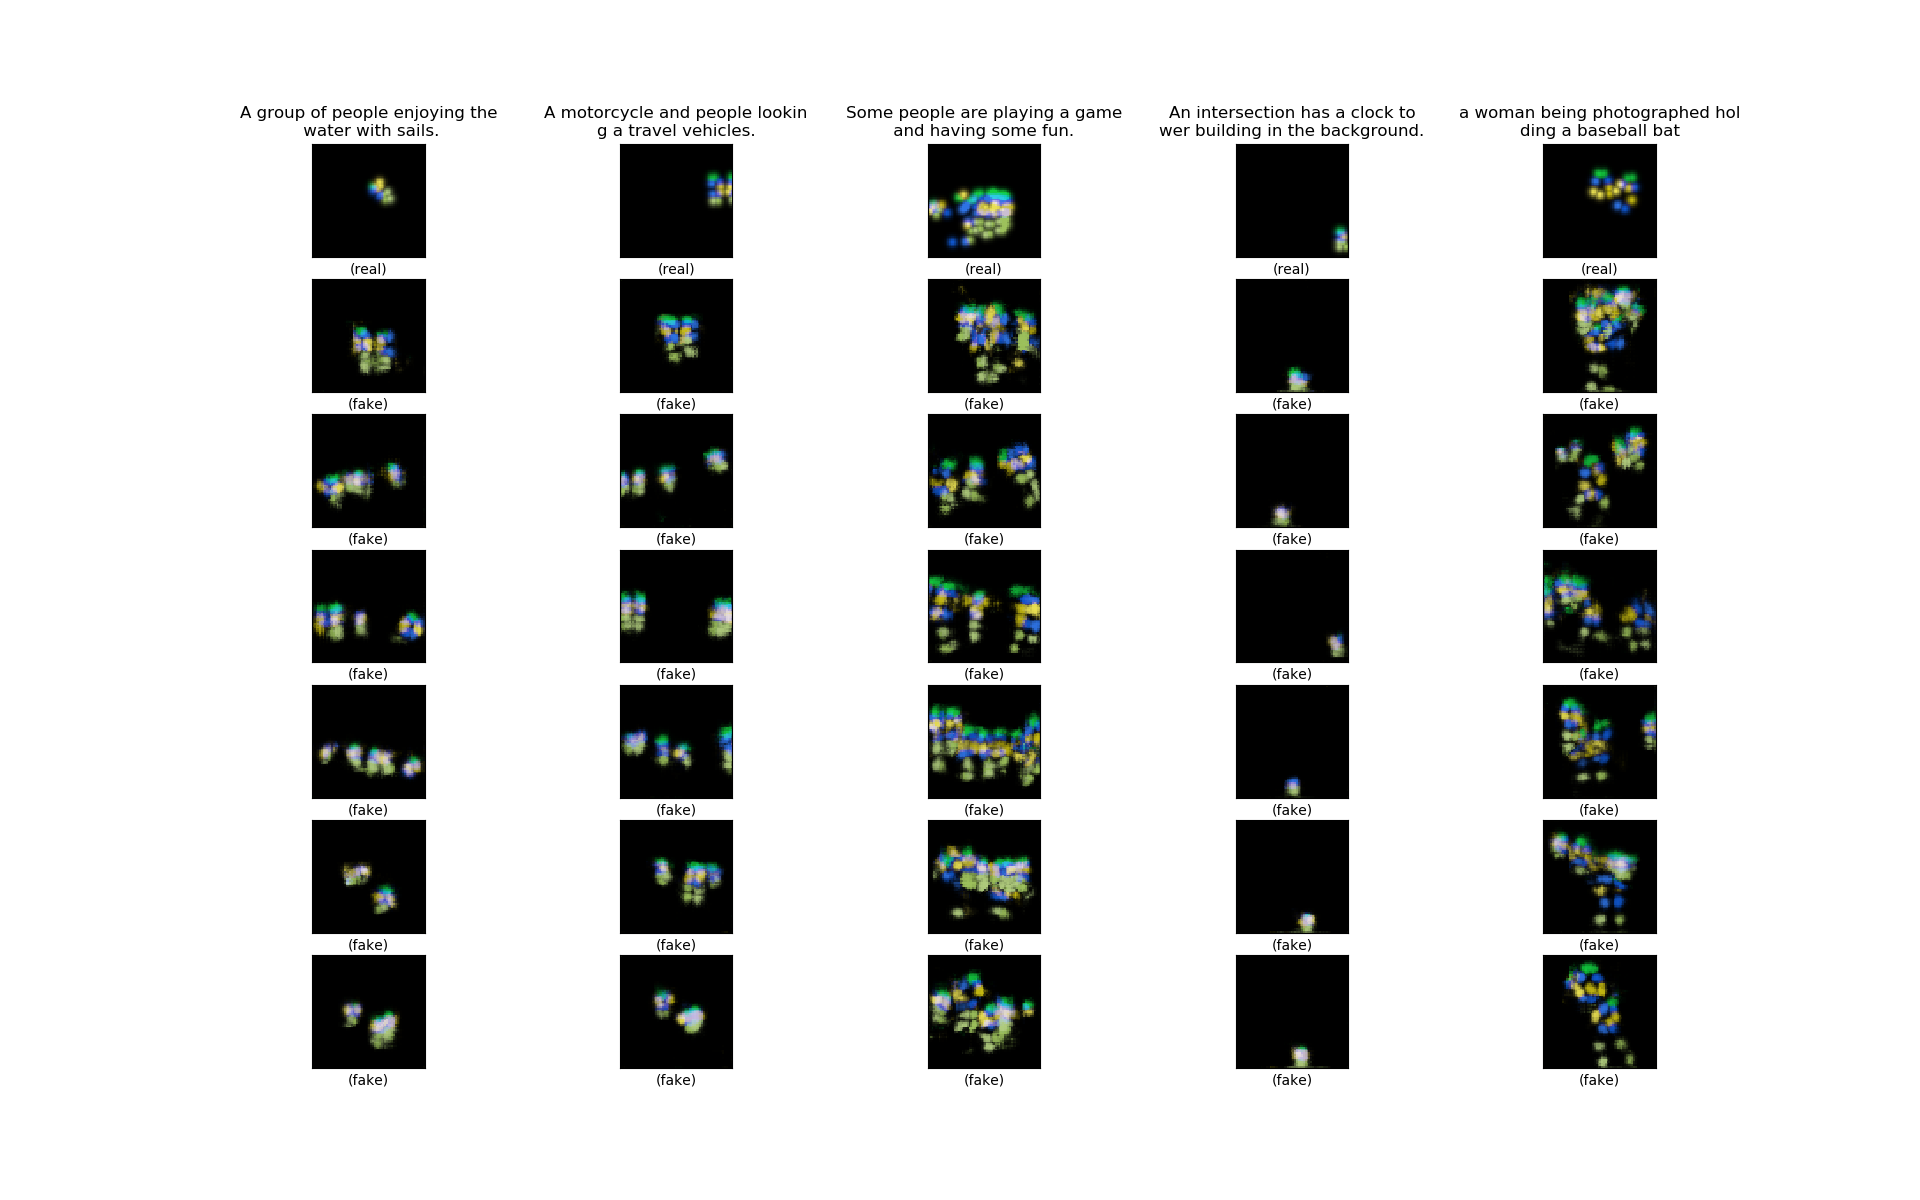 A group of people enjoying the
water with sails.
A motorcycle and people lookin
g a travel vehicles.
Some people are playing a game
and having some fun.
An intersection has a clock to
wer building in the background.
a woman being photographed hol
ding a baseball bat
(real) (real) (real) (real) (real)
(fake) (fake) (fake) (fake) (fake)
(fake) (fake) (fake) (fake) (fake)
(fake) (fake) (fake) (fake) (fake)
(fake) (fake) (fake) (fake) (fake)
(fake) (fake) (fake) (fake) (fake)
(fake) (fake) (fake) (fake) (fake)